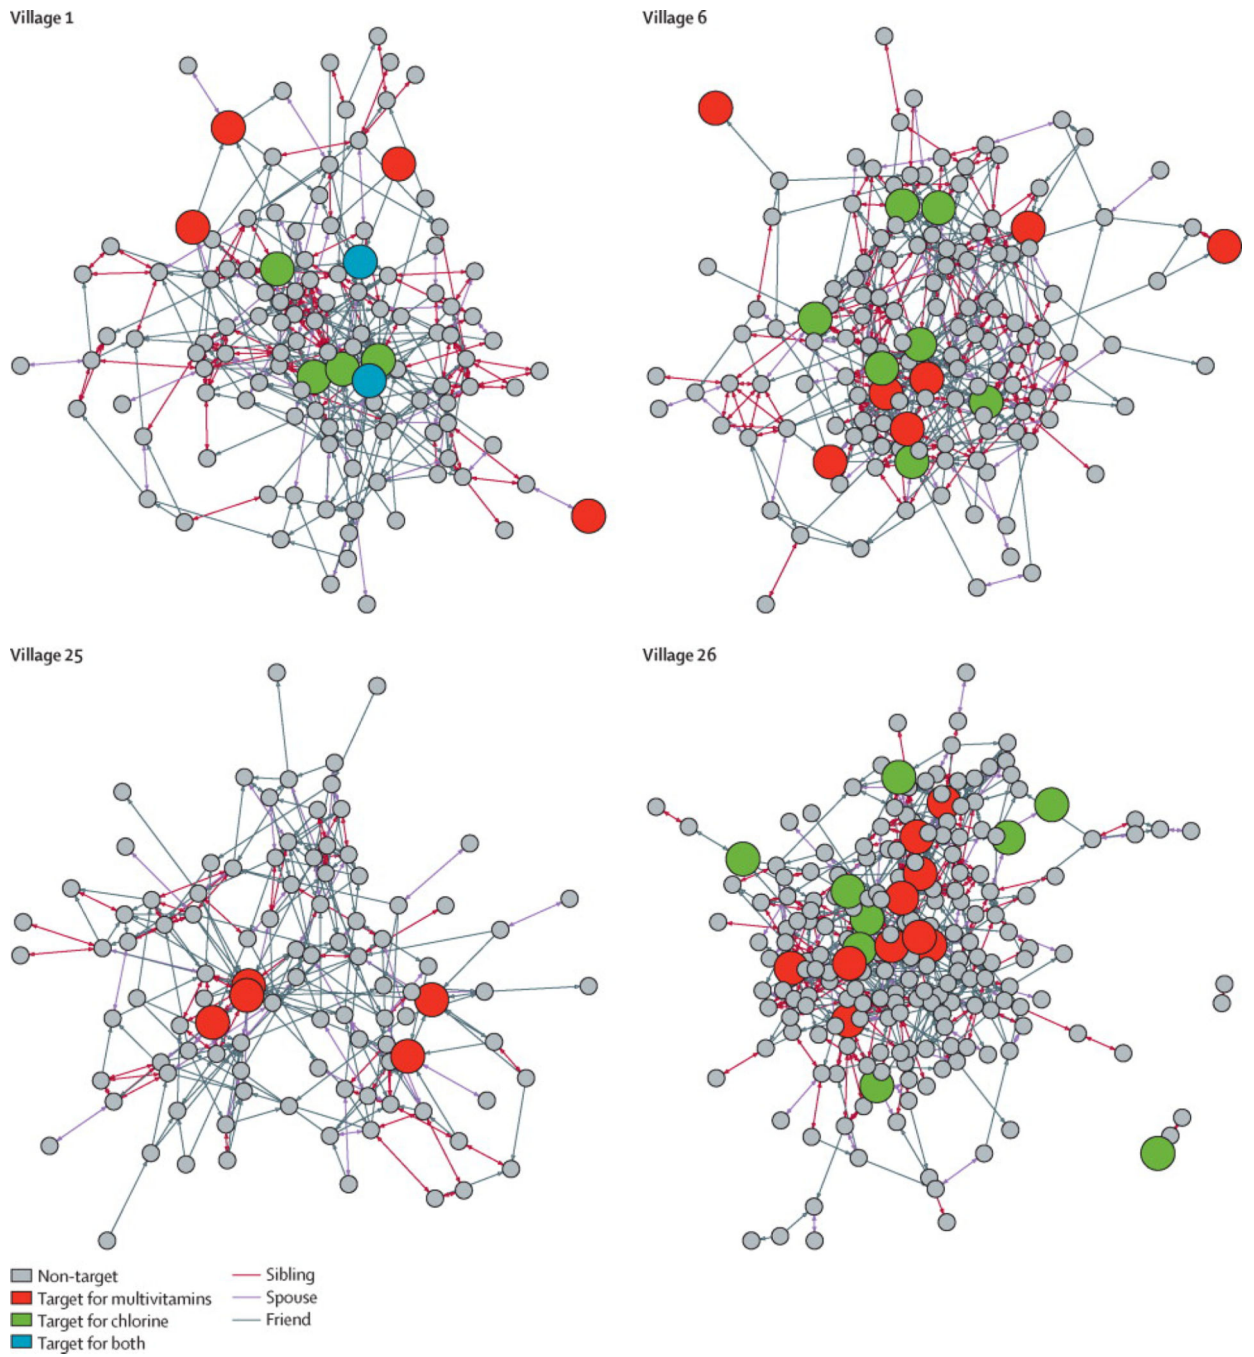 Village 1
Village 6
Village 25
Village 26
Non-target
Target for multivitamins
Target for chlorine
Target for both
Sibling
Spouse
Friend